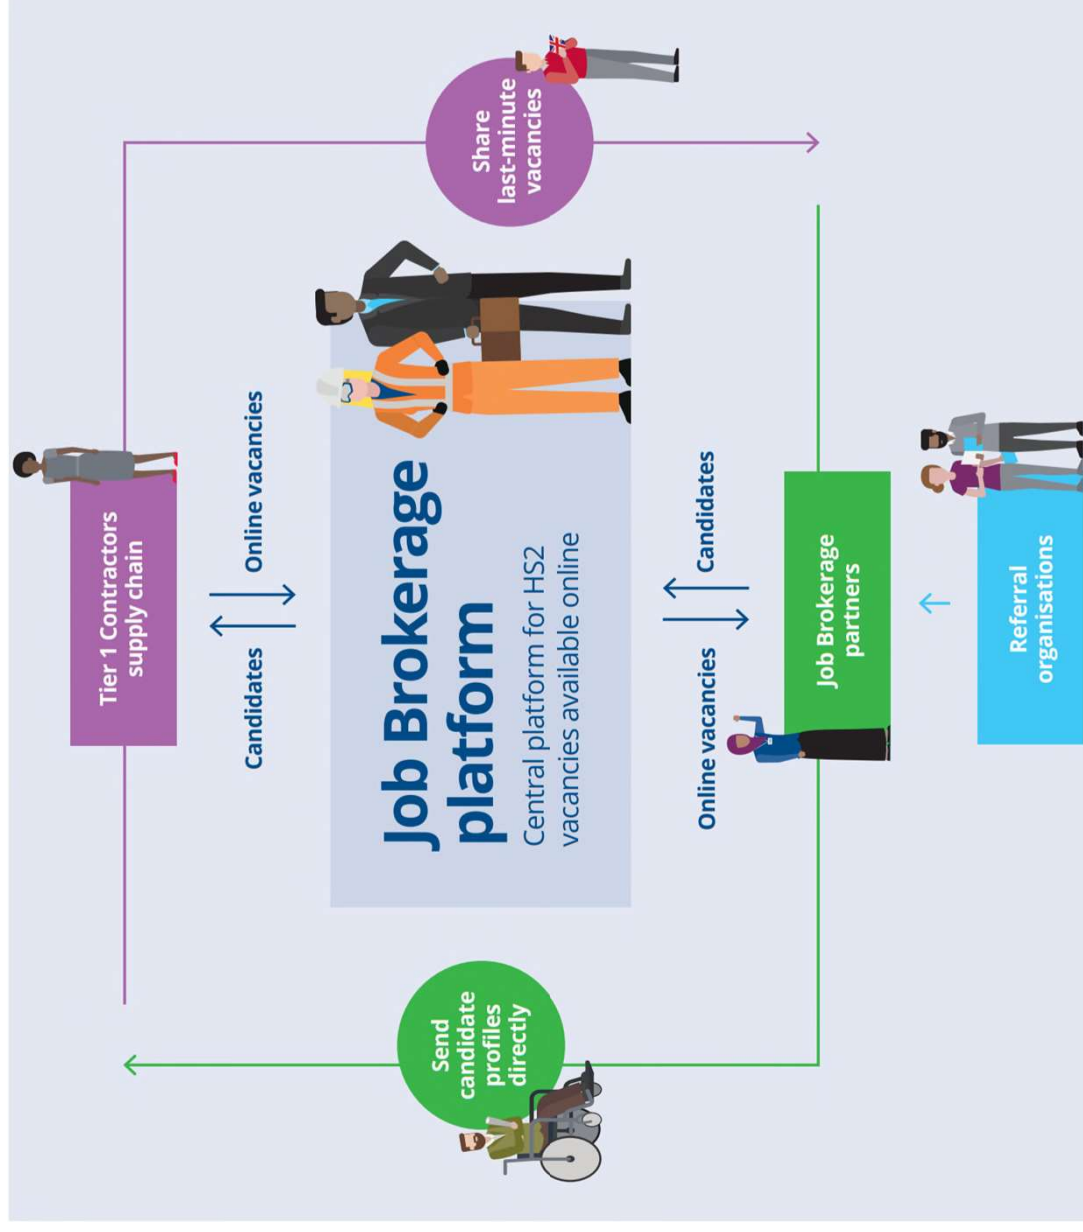 Tier 1 Contractors
supply chain
Candidates
Online vacancies
Send
candidate
profiles
directly
Job Brokerage
platform
Central platform for HS2
vacancies available online
Share
last-minute
vacancies
Online vacancies
Candidates
Job Brokerage
partners
Referral
organisations